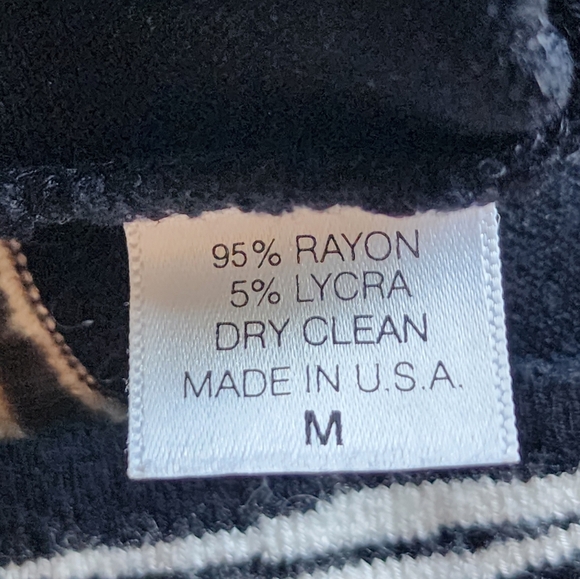 95% RAYON
5% LYCRA
DRY CLEAN
MADE IN U.S.A.
M